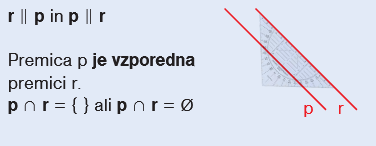 r ∥ p in p ∥ r
Premica p je vzporedna
premici r.
p ∩ r = { } ali p ∩ r = Ø
p r